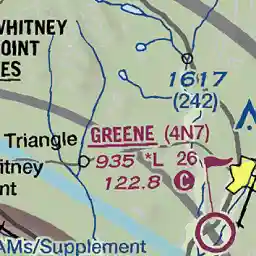 WHITNEY
POINT
ES
1617
(242)
Triangle
GREENE (4N7)
itney
935 *L 26
nt
122.8 C
AMs/Supplement